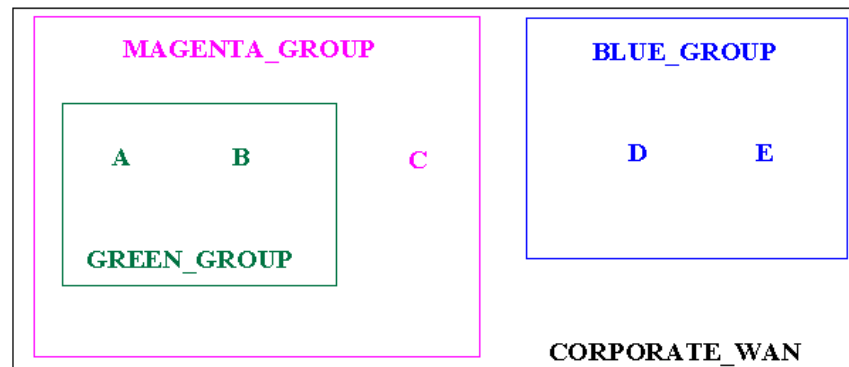 MAGENTA_GROUP
BLUE_GROUP
A B C
D E
GREEN_GROUP
CORPORATE_WAN